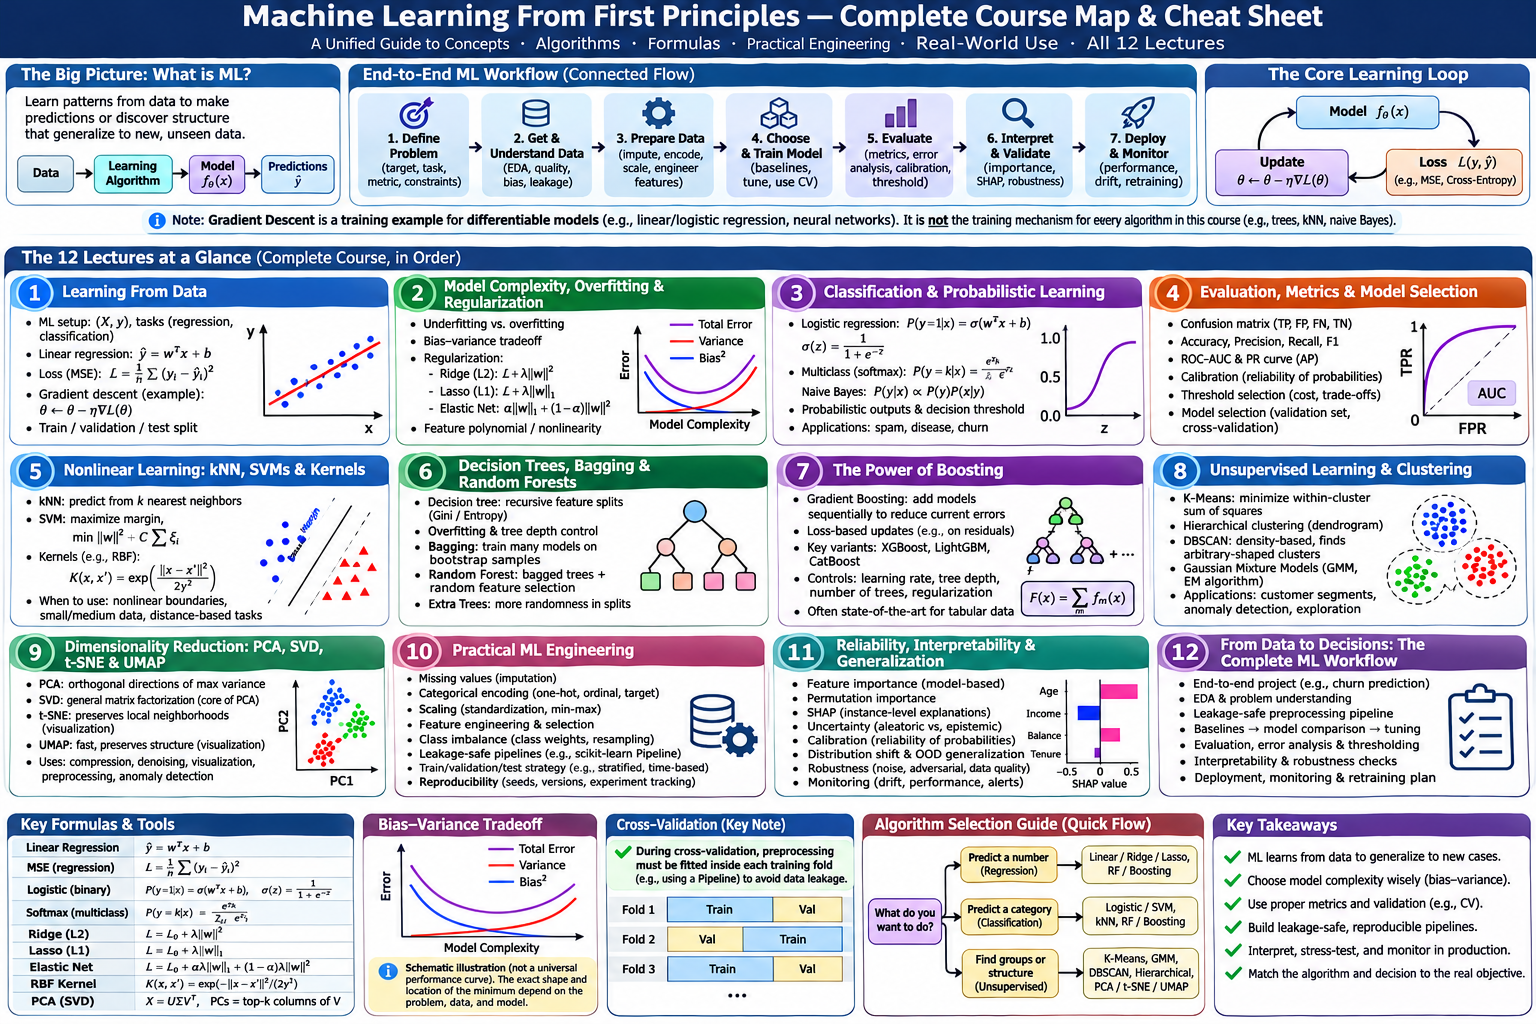 Machine Learning From First Principles — Complete Course Map & Cheat Sheet
A Unified Guide to Concepts · Algorithms · Formulas · Practical Engineering · Real-World Use · All 12 Lectures
The Big Picture: What is ML?
Learn patterns from data to make
predictions or discover structure
that generalize to new, unseen data.
Data
Learning
Algorithm
Model
f_θ(x)
Predictions
ŷ
End-to-End ML Workflow (Connected Flow)
1. Define
Problem
(target, task,
metric, constraints)
2. Get &
Understand Data
(EDA, quality,
bias, leakage)
3. Prepare Data
(impute, encode,
scale, engineer
features)
4. Choose
& Train Model
(baselines,
tune, use CV)
5. Evaluate
(metrics, error
analysis, calibration,
threshold)
6. Interpret
& Validate
(importance,
SHAP, robustness)
7. Deploy
& Monitor
(performance,
drift, retraining)
The Core Learning Loop
Model f_θ(x)
Update
θ ← θ − η∇L(θ)
Loss L(y, ŷ)
(e.g., MSE, Cross-Entropy)
Note: Gradient Descent is a training example for differentiable models (e.g., linear/logistic regression, neural networks). It is not the training mechanism for every algorithm in this course (e.g., trees, kNN, naive Bayes).
The 12 Lectures at a Glance (Complete Course, in Order)
1 Learning From Data
• ML setup: (X, y), tasks (regression,
classification)
• Linear regression: ŷ = wᵀx + b
• Loss (MSE): L = 1/n ∑ (yᵢ − ŷᵢ)²
• Gradient descent (example):
θ ← θ − η∇L(θ)
• Train / validation / test split
y
x
2 Model Complexity, Overfitting &
Regularization
• Underfitting vs. overfitting
• Bias–variance tradeoff
• Regularization:
- Ridge (L2): L + λ||w||²
- Lasso (L1): L + λ||w||₁
- Elastic Net: α||w||₁ + (1−α)||w||²
• Feature polynomial / nonlinearity
Total Error
Variance
Bias²
Error
Model Complexity
3 Classification & Probabilistic Learning
• Logistic regression: P(y=1|x) = σ(wᵀx + b)
σ(z) = 1 / (1 + e⁻ᶻ)
• Multiclass (softmax): P(y = k|x) =
Naive Bayes: P(y|x) ∝ P(y)P(x|y)
• Probabilistic outputs & decision threshold
• Applications: spam, disease, churn
1.0
0.5
0.0
z
4 Evaluation, Metrics & Model Selection
• Confusion matrix (TP, FP, FN, TN)
• Accuracy, Precision, Recall, F1
• ROC-AUC & PR curve (AP)
• Calibration (reliability of probabilities)
• Threshold selection (cost, trade-offs)
• Model selection (validation set,
cross-validation)
1
TPR
AUC
0
FPR
5 Nonlinear Learning: kNN, SVMs & Kernels
• kNN: predict from k nearest neighbors
• SVM: maximize margin,
min ||w||² + C ∑ ξᵢ
• Kernels (e.g., RBF):
K(x, x′) = exp(||x − x′||² / 2γ²)
• When to use: nonlinear boundaries,
small/medium data, distance-based tasks
Margin
6 Decision Trees, Bagging &
Random Forests
• Decision tree: recursive feature splits
(Gini / Entropy)
• Overfitting & tree depth control
• Bagging: train many models on
bootstrap samples
• Random Forest: bagged trees +
random feature selection
• Extra Trees: more randomness in splits
7 The Power of Boosting
• Gradient Boosting: add models
sequentially to reduce current errors
• Loss-based updates (e.g., on residuals)
• Key variants: XGBoost, LightGBM,
CatBoost
• Controls: learning rate, tree depth,
number of trees, regularization
• Often state-of-the-art for tabular data
+ ···
F(x) = ∑ₘ fₘ(x)
8 Unsupervised Learning & Clustering
• K-Means: minimize within-cluster
sum of squares
• Hierarchical clustering (dendrogram)
• DBSCAN: density-based, finds
arbitrary-shaped clusters
• Gaussian Mixture Models (GMM,
EM algorithm)
• Applications: customer segments,
anomaly detection, exploration
9 Dimensionality Reduction: PCA, SVD,
t-SNE & UMAP
• PCA: orthogonal directions of max variance
• SVD: general matrix factorization (core of PCA)
• t-SNE: preserves local neighborhoods
(visualization)
• UMAP: fast, preserves structure (visualization)
• Uses: compression, denoising, visualization,
preprocessing, anomaly detection
PC2
PC1
10 Practical ML Engineering
• Missing values (imputation)
• Categorical encoding (one-hot, ordinal, target)
• Scaling (standardization, min-max)
• Feature engineering & selection
• Class imbalance (class weights, resampling)
• Leakage-safe pipelines (e.g., scikit-learn Pipeline)
• Train/validation/test strategy (e.g., stratified, time-based)
• Reproducibility (seeds, versions, experiment tracking)
11 Reliability, Interpretability &
Generalization
• Feature importance (model-based)
• Permutation importance
• SHAP (instance-level explanations)
• Uncertainty (aleatoric vs, epistemic)
• Calibration (reliability of probabilities)
• Distribution shift & OOD generalization
• Robustness (noise, adversarial, data quality)
• Monitoring (drift, performance, alerts)
Age
Income
Balance
Tenure
−0.5 0 0.5
SHAP value
12 From Data to Decisions: The
Complete ML Workflow
• End-to-end project (e.g., churn prediction)
• EDA & problem understanding
• Leakage-safe preprocessing pipeline
• Baselines → model comparison → tuning
• Evaluation, error analysis & thresholding
• Interpretability & robustness checks
• Deployment, monitoring & retraining plan
Key Formulas & Tools
Linear Regression ŷ = wᵀx + b
MSE (regression) L = 1/n ∑ (yᵢ − ŷᵢ)²
Logistic (binary) P(y=1|x) = σ(wᵀx + b), σ(z) = 1 / (1 + e⁻ᶻ)
Softmax (multiclass) P(y = k|x) =
Ridge (L2) L = L₀ + λ||w||²
Lasso (L1) L = L₀ + λ||w||₁
Elastic Net L = L₀ + αλ||w||₁ + (1 − α)λ||w||²
RBF Kernel K(x, x′) = exp(−||x − x′||²/(2γ²)
PCA (SVD) X = UΣVᵀ, PCs = top-k columns of V
Bias–Variance Tradeoff
Total Error
Variance
Bias²
Error
Model Complexity
Schematic illustration (not a universal
performance curve). The exact shape and
location of the minimum depend on the
problem, data, and model.
Cross–Validation (Key Note)
During cross-validation, preprocessing
must be fitted inside each training fold
(e.g., using a Pipeline) to avoid data leakage.
Fold 1 Train Val
Fold 2 Val Train
Fold 3 Train Val
•••
Algorithm Selection Guide (Quick Flow)
What do you
want to do?
Predict a number
(Regression)
Linear / Ridge / Lasso,
RF / Boosting
Predict a category
(Classification)
Logistic / SVM,
kNN, RF / Boosting
Find groups or
structure
(Unsupervised)
K-Means, GMM,
DBSCAN, Hierarchical,
PCA / t-SNE / UMAP
Key Takeaways
ML learns from data to generalize to new cases.
Choose model complexity wisely (bias–variance).
Use proper metrics and validation (e.g., CV).
Build leakage-safe, reproducible pipelines.
Interpret, stress-test, and monitor in production.
Match the algorithm and decision to the real objective.